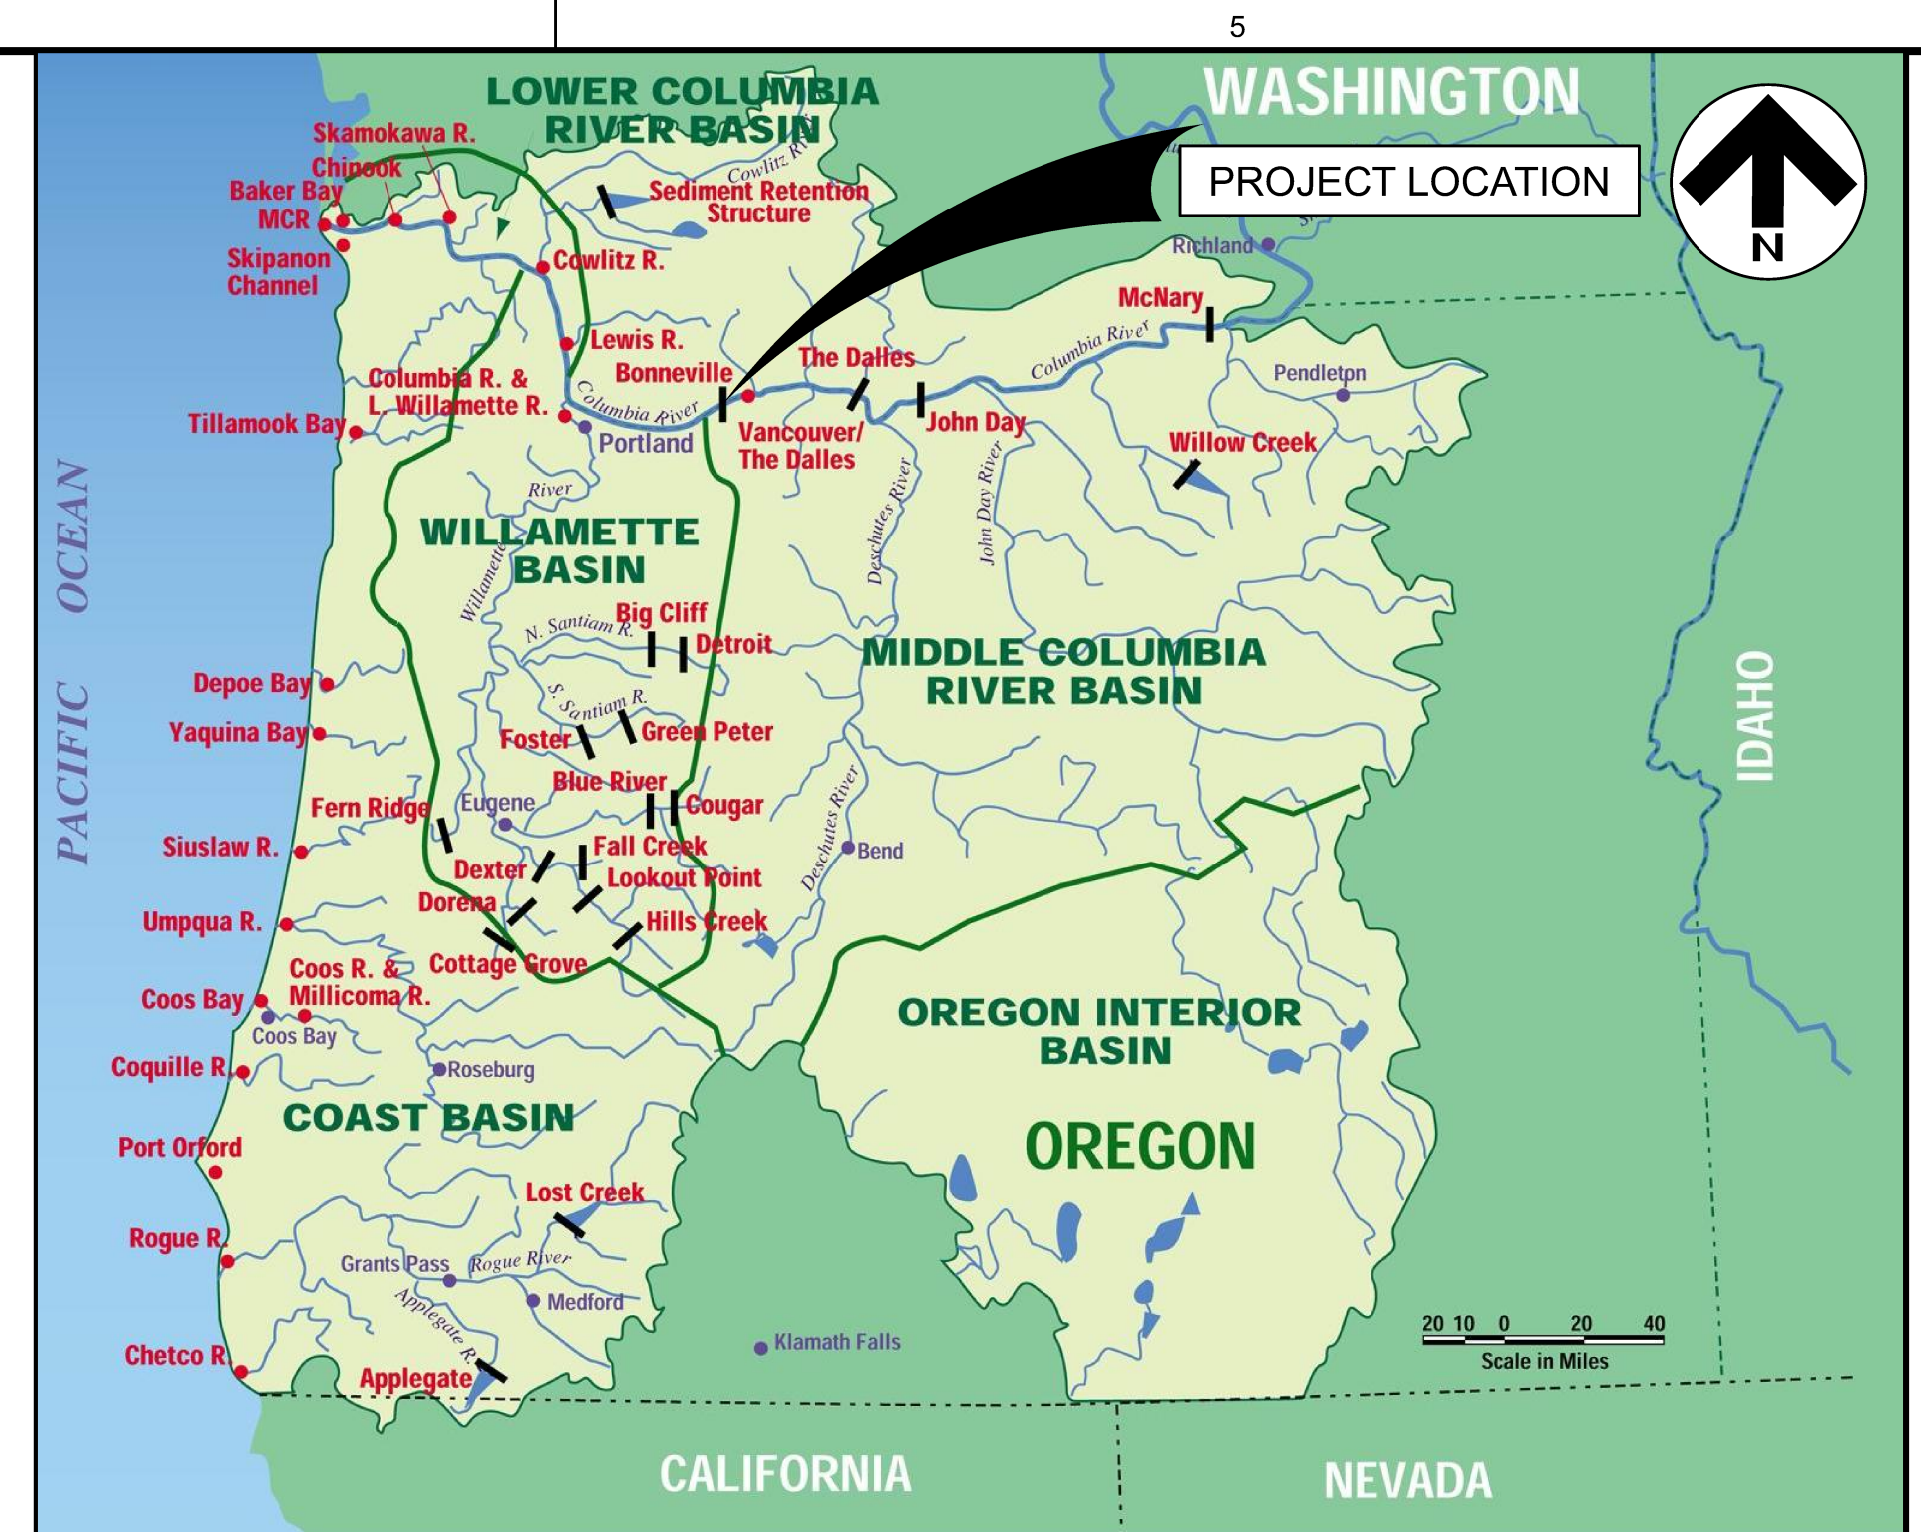 5
LOWER COLUMBIA
RIVER BASIN
WASHINGTON
Skamokawa R.
Chinook
Baker Bay
MCR
Skipanon
Channel
Cowlitz River
Sediment Retention
Structure
PROJECT LOCATION
N
Richland
Cowlitz R.
McNary
Lewis R.
Bonneville
The Dalles
Columbia River
Pendleton
Columbia R. &
L. Willamette R.
Columbia River
Tillamook Bay
Portland
Vancouver/
The Dalles
John Day
Willow Creek
River
Willamette
Deschutes River
John Day River
WILLAMETTE
BASIN
PACIFIC OCEAN
Big Cliff
N. Santiam R.
Detroit
MIDDLE COLUMBIA
RIVER BASIN
IDAHO
Depoe Bay
S. Santiam R.
Yaquina Bay
Foster
Green Peter
Blue River
Fern Ridge
Eugene
Cougar
Deschutes River
Siuslaw R.
Fall Creek
Bend
Dexter
Lookout Point
Dorena
Umpqua R.
Hills Creek
Cottage Grove
Coos R. &
Millicoma R.
Coos Bay
Coos Bay
OREGON INTERIOR
BASIN
Coquille R.
Roseburg
COAST BASIN
Port Orford
OREGON
Lost Creek
Rogue R.
Grants Pass
Rogue River
Applegate R.
Medford
Klamath Falls
20 10 0 20 40
Scale in Miles
Chetco R.
Applegate
CALIFORNIA
NEVADA